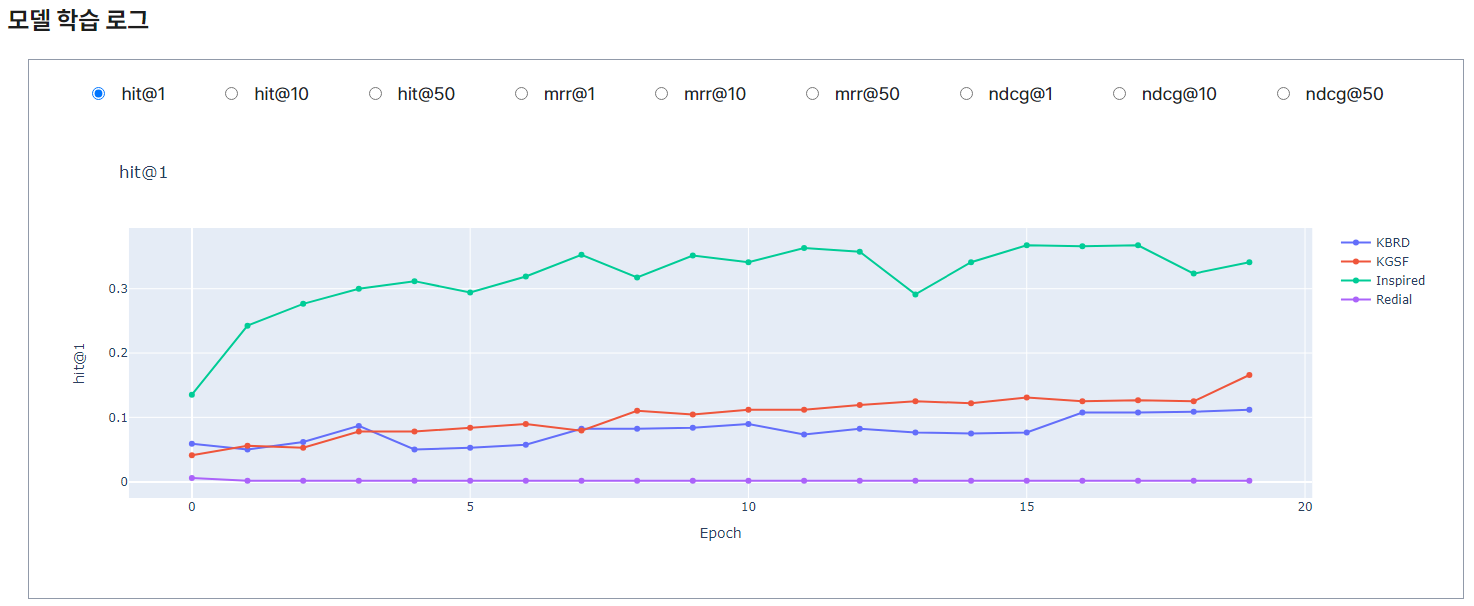 모델 학습 로그
hit@1 hit@10 hit@50 mrr@1 mrr@10 mrr@50 ndcg@1 ndcg@10 ndcg@50
hit@1
KBRD
KGSF
Inspired
Redial
hit@1
0.3
0.2
0.1
0
0 5 10 15 20
Epoch